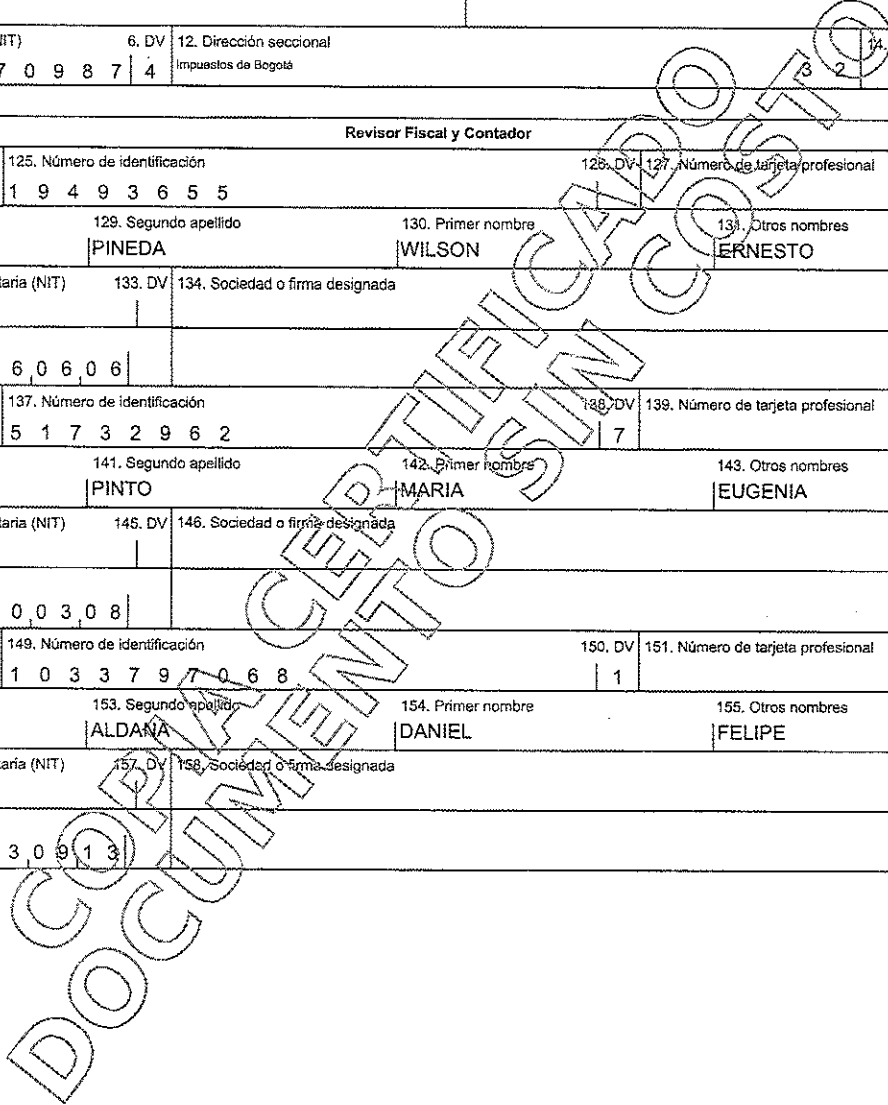 NIT) 6. DV 12. Dirección seccional 14.
7 0 9 8 7 4 Impuestos de Bogotá 3 2
Revisor Fiscal y Contador
125. Número de identificación 126. DV 127. Número de tarjeta profesional
1 9 4 9 3 6 5 5
129. Segundo apellido 130. Primer nombre 131. Otros nombres
PINEDA WILSON ERNESTO
taria (NIT) 133. DV 134. Sociedad o firma designada
6 0 6 0 6
137. Número de identificación 138. DV 139. Número de tarjeta profesional
5 1 7 3 2 9 6 2 7
141. Segundo apellido 142. Primer nombre 143. Otros nombres
PINTO MARIA EUGENIA
taria (NIT) 145. DV 146. Sociedad o firma designada
0 0 3 0 8
149. Número de identificación 150. DV 151. Número de tarjeta profesional
1 0 3 3 7 9 7 0 6 8 1
153. Segundo apellido 154. Primer nombre 155. Otros nombres
ALDANA DANIEL FELIPE
taria (NIT) 157. DV 158. Sociedad o firma designada
3 0 9 1 3
COPIA CERTIFICADO
DOCUMENTO SIN COSTO